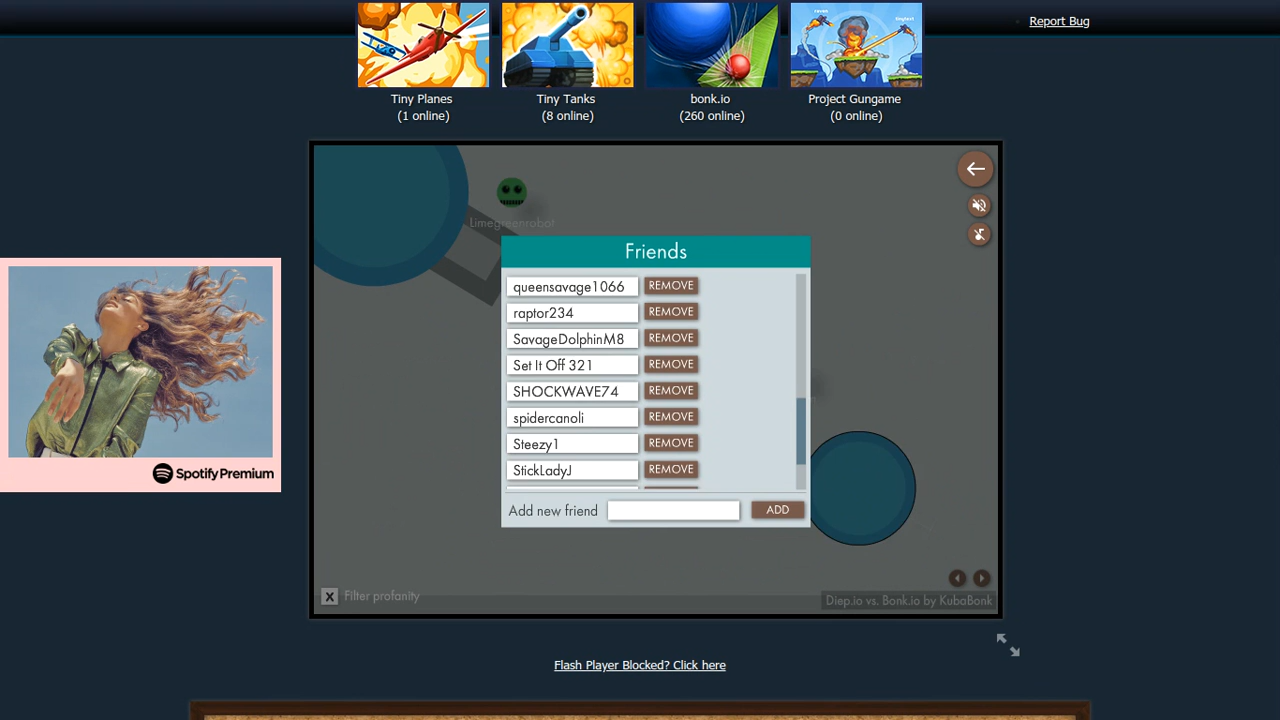 Report Bug
Tiny Planes
(1 online)
Tiny Tanks
(8 online)
bonk.io
(260 online)
Project Gungame
(0 online)
Limegreenrobot
Friends
queensavage1066 REMOVE
raptor234 REMOVE
SavageDolphinM8 REMOVE
Set It Off 321 REMOVE
SHOCKWAVE74 REMOVE
spidercanoli REMOVE
Steezy1 REMOVE
StickLadyJ REMOVE
Add new friend ADD
Spotify Premium
X Filter profanity
Diep.io vs. Bonk.io by KubaBonk
Flash Player Blocked? Click here